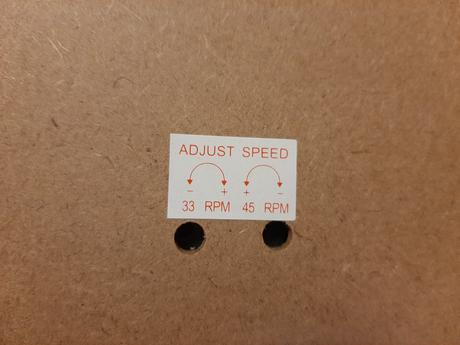 ADJUST SPEED
− + + −
33 RPM 45 RPM